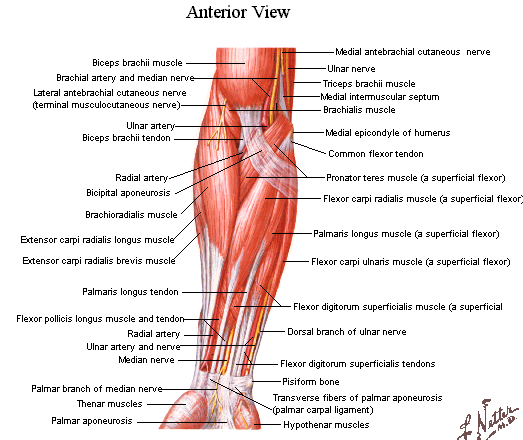 Anterior View
Biceps brachii muscle
Brachial artery and median nerve
Lateral antebrachial cutaneous nerve
(terminal musculocutaneous nerve)
Ulnar artery
Biceps brachii tendon
Radial artery
Bicipital aponeurosis
Brachioradialis muscle
Extensor carpi radialis longus muscle
Extensor carpi radialis brevis muscle
Palmaris longus tendon
Flexor pollicis longus muscle and tendon
Radial artery
Ulnar artery and nerve
Median nerve
Palmar branch of median nerve
Thenar muscles
Palmar aponeurosis
Medial antebrachial cutaneous nerve
Ulnar nerve
Triceps brachii muscle
Medial intermuscular septum
Brachialis muscle
Medial epicondyle of humerus
Common flexor tendon
Pronator teres muscle (a superficial flexor)
Flexor carpi radialis muscle (a superficial flexor)
Palmaris longus muscle (a superficial flexor)
Flexor carpi ulnaris muscle (a superficial flexor)
Flexor digitorum superficialis muscle (a superficial
Dorsal branch of ulnar nerve
Flexor digitorum superficialis tendons
Pisiform bone
Transverse fibers of palmar aponeurosis
(palmar carpal ligament)
Hypothenar muscles
F. Netter
M.D.